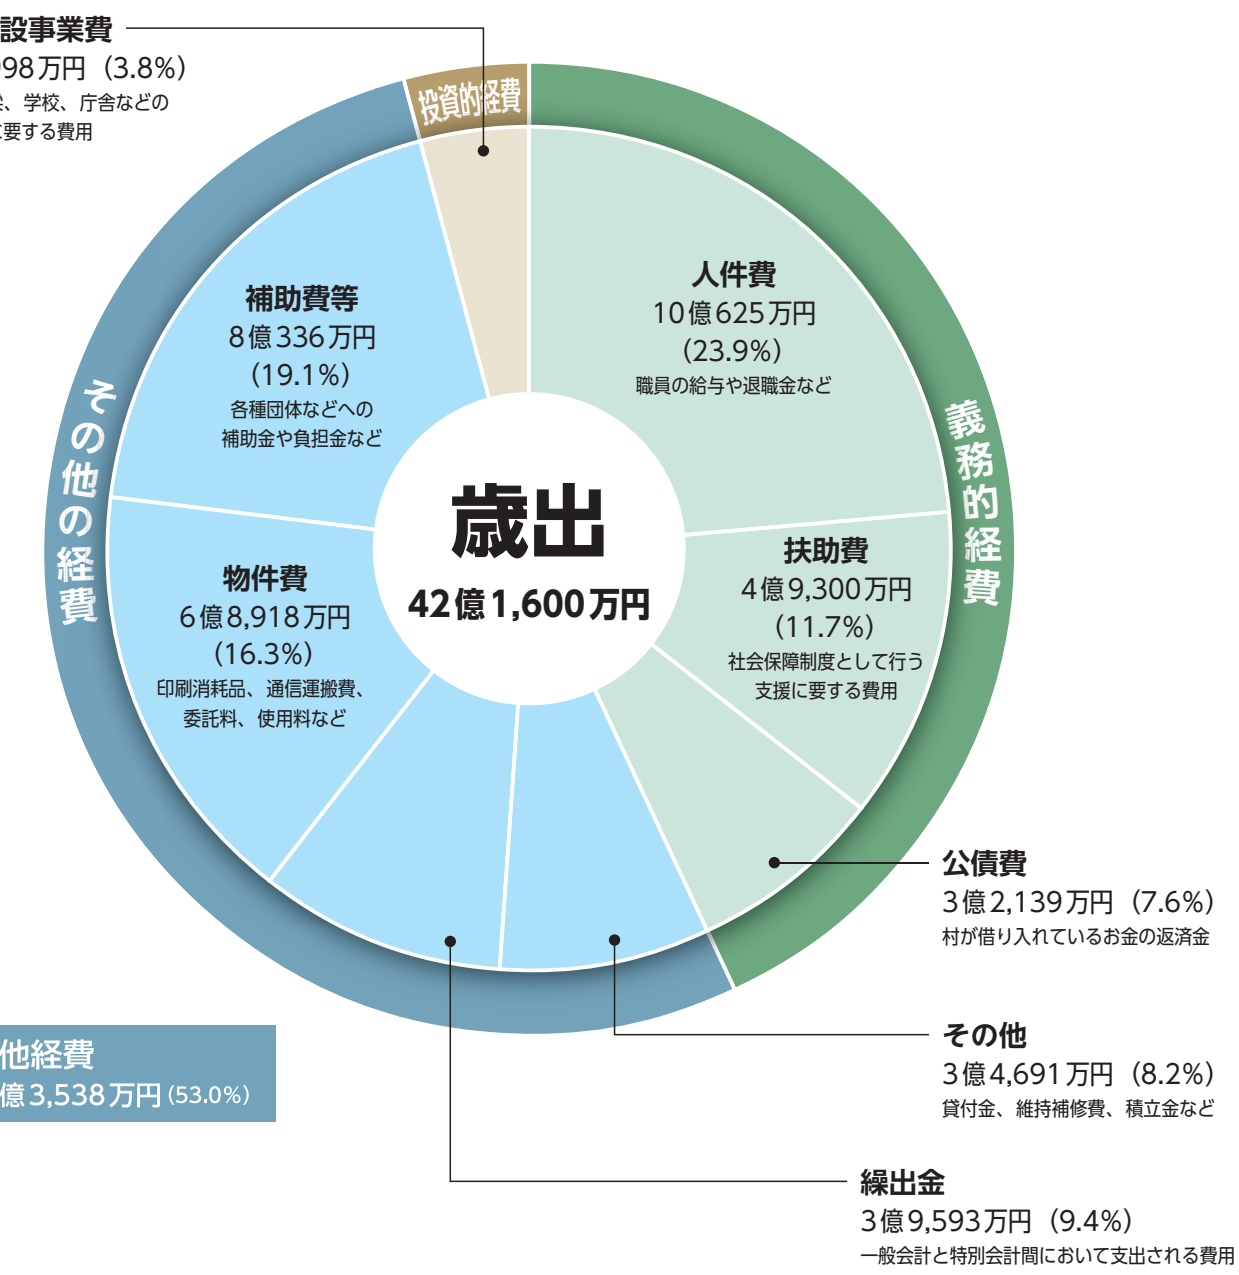 設事業費
98万円（3.8%）
、学校、庁舎などの
要する費用
投資的経費
人件費
10億625万円
（23.9%）
職員の給与や退職金など
補助費等
8億336万円
（19.1%）
各種団体などへの
補助金や負担金など
その他の経費
義務的経費
歳出
42億1,600万円
扶助費
4億9,300万円
（11.7%）
社会保障制度として行う
支援に要する費用
物件費
6億8,918万円
（16.3%）
印刷消耗品、通信運搬費、
委託料、使用料など
公債費
3億2,139万円（7.6%）
村が借り入れているお金の返済金
その他
3億4,691万円（8.2%）
貸付金、維持補修費、積立金など
他経費
億3,538万円(53.0%)
繰出金
3億9,593万円（9.4%）
一般会計と特別会計間において支出される費用